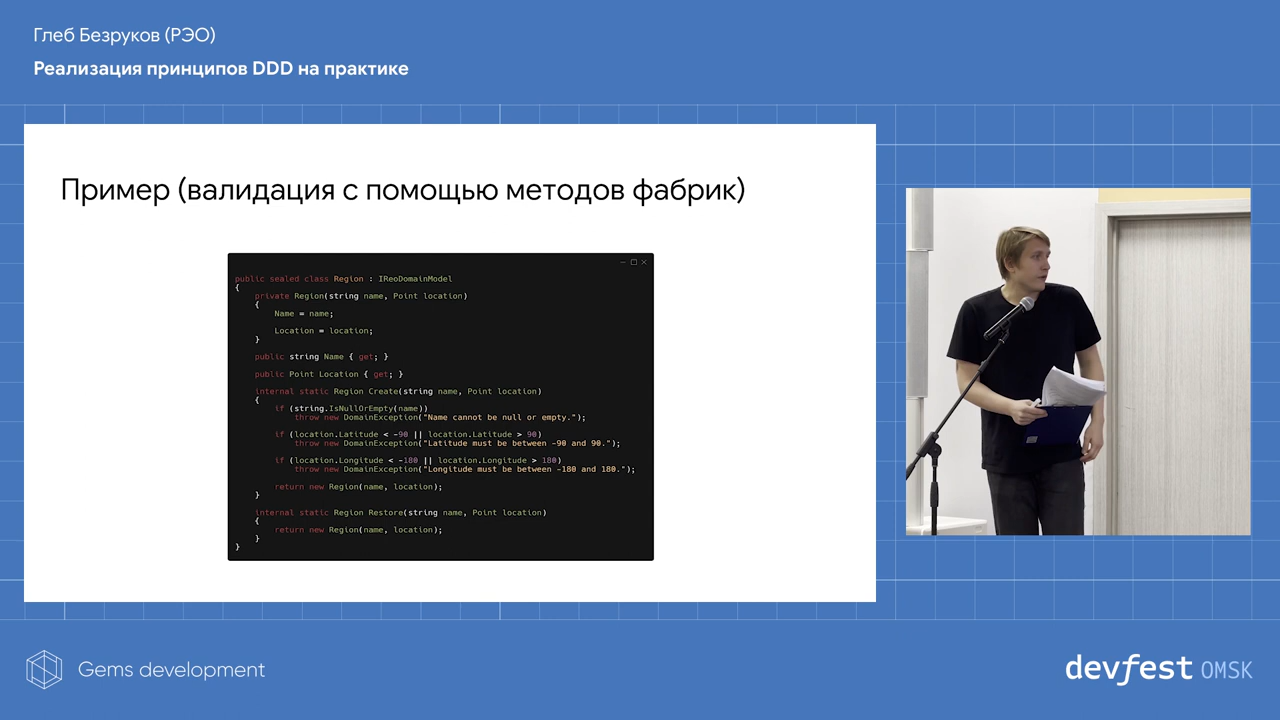 Глеб Безруков (РЭО)
Реализация принципов DDD на практике
Пример (валидация с помощью методов фабрик)
public sealed class Region : IReoDomainModel
{
    private Region(string name, Point location)
    {
        Name = name;
        Location = location;
    }
    public string Name { get; }
    public Point Location { get; }
    internal static Region Create(string name, Point location)
    {
        if (string.IsNullOrEmpty(name))
            throw new DomainException("Name cannot be null or empty.");
        if (location.Latitude < -90 || location.Latitude > 90)
            throw new DomainException("Latitude must be between -90 and 90.");
        if (location.Longitude < -180 || location.Longitude > 180)
            throw new DomainException("Longitude must be between -180 and 180.");
        return new Region(name, location);
    }
    internal static Region Restore(string name, Point location)
    {
        return new Region(name, location);
    }
}
Gems development
devfest OMSK